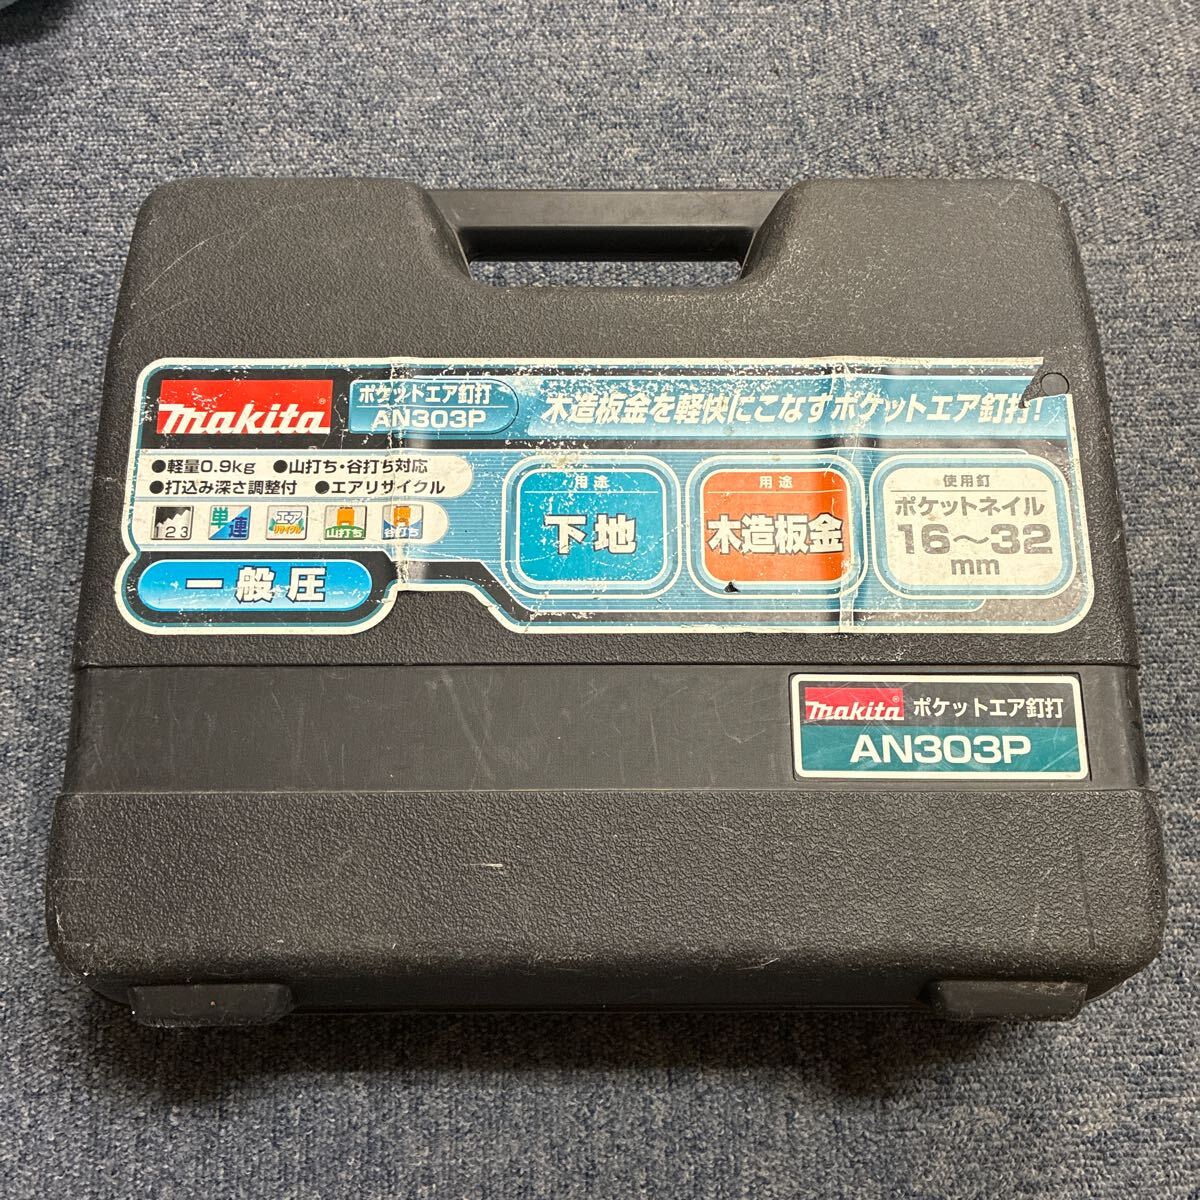 makita®
ポケットエア釘打
AN303P
木造板金を軽快にこなすポケットエア釘打!
●軽量0.9kg ●山打ち・谷打ち対応
●打込み深さ調整付 ●エアリサイクル
123
単連
エアリサイクル
山打ち
谷打ち
一般圧
用途
下地
用途
木造板金
使用釘
ポケットネイル
16～32
mm
makita® ポケットエア釘打
AN303P